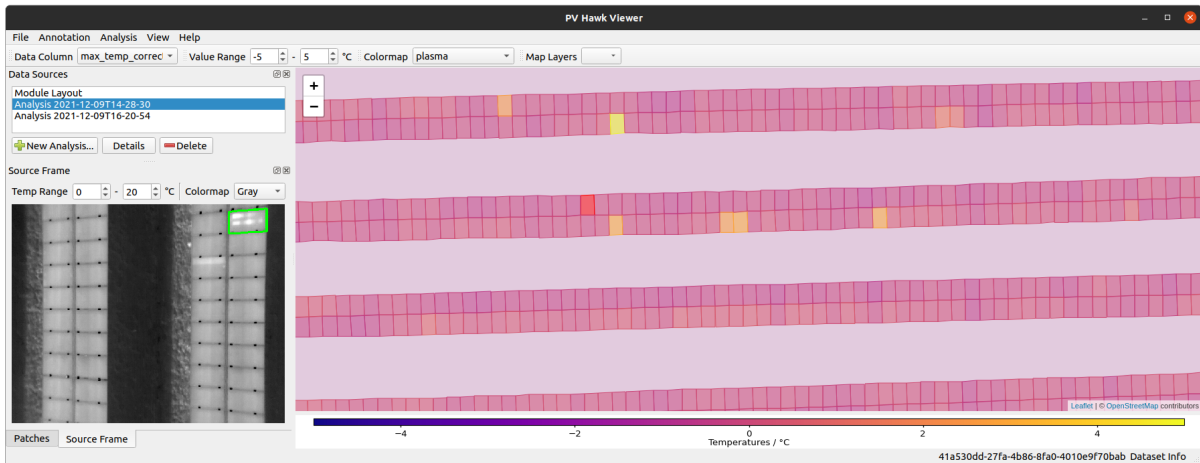 PV Hawk Viewer
File Annotation Analysis View Help
Data Column max_temp_correct Value Range -5 - 5 °C Colormap plasma Map Layers
Data Sources
Module Layout
Analysis 2021-12-09T14-28-30
Analysis 2021-12-09T16-20-54
New Analysis... Details Delete
Source Frame
Temp Range 0 - 20 °C Colormap Gray
Patches Source Frame
+
−
Leaflet | © OpenStreetMap contributors
−4 −2 0 2 4
Temperatures / °C
41a530dd-27fa-4b86-8fa0-4010e9f70bab Dataset Info